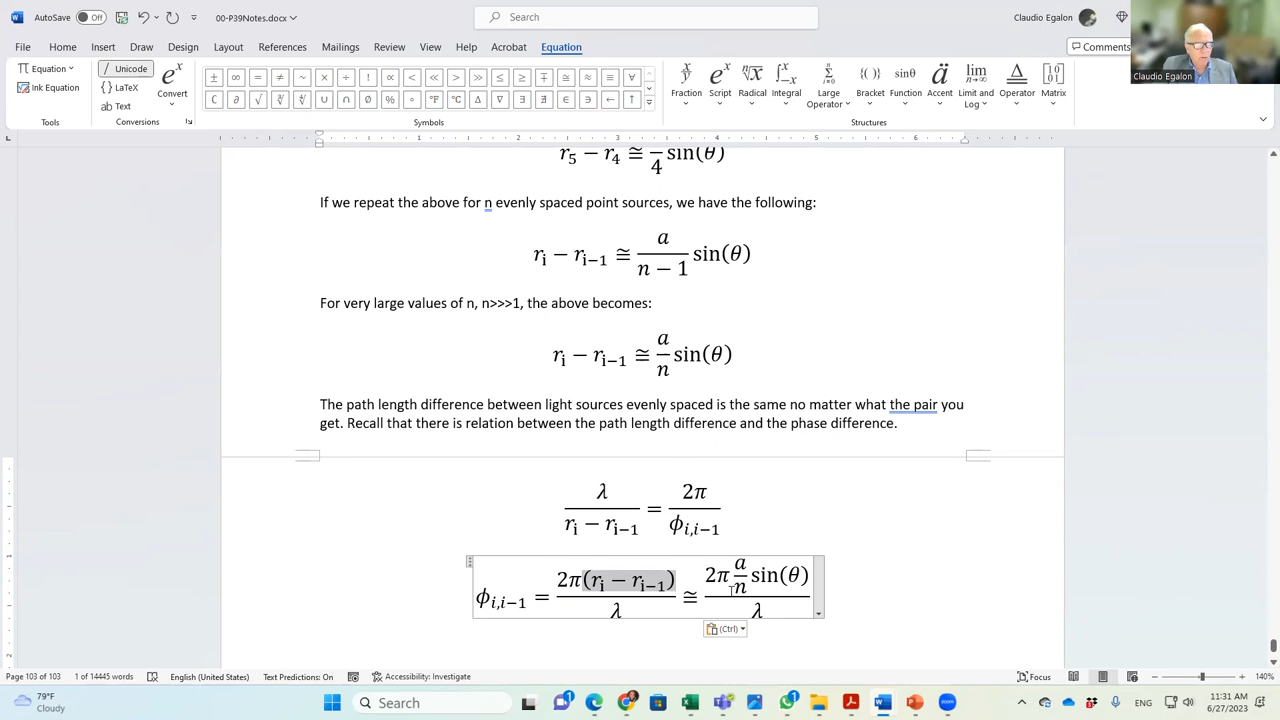 AutoSave Off 00-P39Notes.docx Search Claudio Egalon
File Home Insert Draw Design Layout References Mailings Review View Help Acrobat Equation Comments
Claudio Egalon
Equation Unicode
Ink Equation LaTeX
Text
Convert
± ∞ = ≠ ~ × ÷ ! ∝ < ≪ > ≫ ≤ ≥ ∓ ≅ ≈ ≡ ∀
∁ ∂ √ ∛ ∜ ∪ ∩ ∅ % ° ℉ ℃ ∆ ∇ ∃ ∄ ∈ ∋ ← ↑
Fraction Script Radical Integral Large Operator Bracket Function Accent Limit and Log Operator Matrix
Tools Conversions Symbols Structures
1 2 3 4 5 6
r₅ − r₄ ≅ /4 sin(θ)
If we repeat the above for n evenly spaced point sources, we have the following:
rᵢ − rᵢ₋₁ ≅ a/(n − 1) sin(θ)
For very large values of n, n>>>1, the above becomes:
rᵢ − rᵢ₋₁ ≅ a/n sin(θ)
The path length difference between light sources evenly spaced is the same no matter what the pair you
get. Recall that there is relation between the path length difference and the phase difference.
λ/(rᵢ − rᵢ₋₁) = 2π/ϕᵢ,ᵢ₋₁
ϕᵢ,ᵢ₋₁ = 2π(rᵢ − rᵢ₋₁)/λ ≅ 2π a/n sin(θ)/λ
(Ctrl)
Page 103 of 103 1 of 14445 words English (United States) Text Predictions: On Accessibility: Investigate Focus 140%
79°F
Cloudy
Search
ENG
11:31 AM
6/27/2023